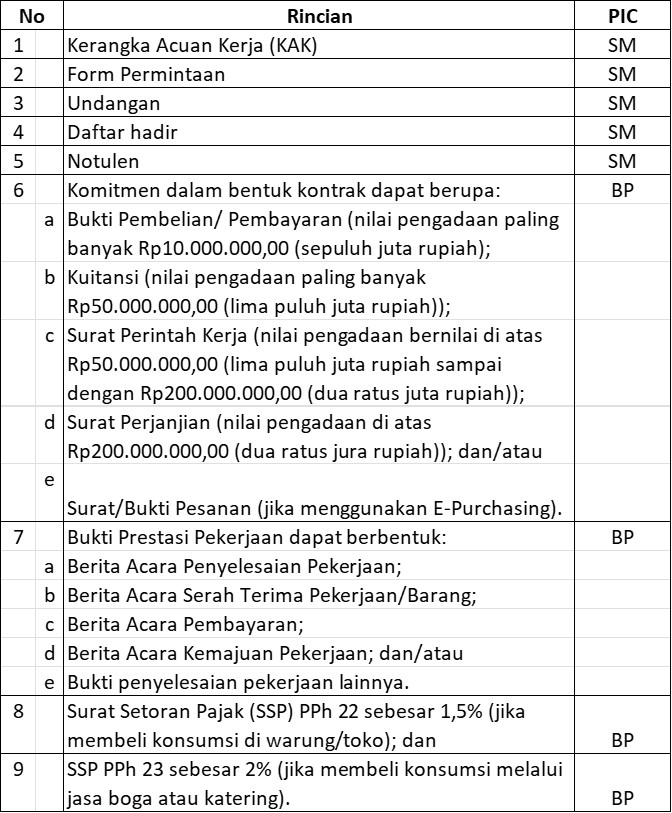 No Rincian PIC
1 Kerangka Acuan Kerja (KAK) SM
2 Form Permintaan SM
3 Undangan SM
4 Daftar hadir SM
5 Notulen SM
6 Komitmen dalam bentuk kontrak dapat berupa: BP
a Bukti Pembelian/ Pembayaran (nilai pengadaan paling
banyak Rp10.000.000,00 (sepuluh juta rupiah);
b Kuitansi (nilai pengadaan paling banyak
Rp50.000.000,00 (lima puluh juta rupiah));
c Surat Perintah Kerja (nilai pengadaan bernilai di atas
Rp50.000.000,00 (lima puluh juta rupiah sampai
dengan Rp200.000.000,00 (dua ratus juta rupiah));
d Surat Perjanjian (nilai pengadaan di atas
Rp200.000.000,00 (dua ratus jura rupiah)); dan/atau
e
Surat/Bukti Pesanan (jika menggunakan E-Purchasing).
7 Bukti Prestasi Pekerjaan dapat berbentuk: BP
a Berita Acara Penyelesaian Pekerjaan;
b Berita Acara Serah Terima Pekerjaan/Barang;
c Berita Acara Pembayaran;
d Berita Acara Kemajuan Pekerjaan; dan/atau
e Bukti penyelesaian pekerjaan lainnya.
8 Surat Setoran Pajak (SSP) PPh 22 sebesar 1,5% (jika
membeli konsumsi di warung/toko); dan BP
9 SSP PPh 23 sebesar 2% (jika membeli konsumsi melalui
jasa boga atau katering). BP